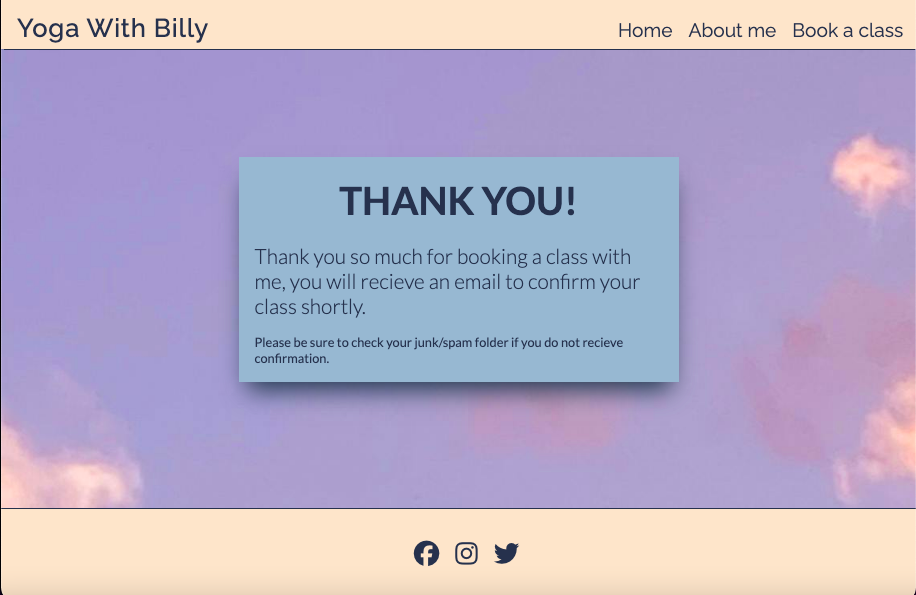 Yoga With Billy
Home About me Book a class
THANK YOU!
Thank you so much for booking a class with
me, you will recieve an email to confirm your
class shortly.
Please be sure to check your junk/spam folder if you do not recieve
confirmation.